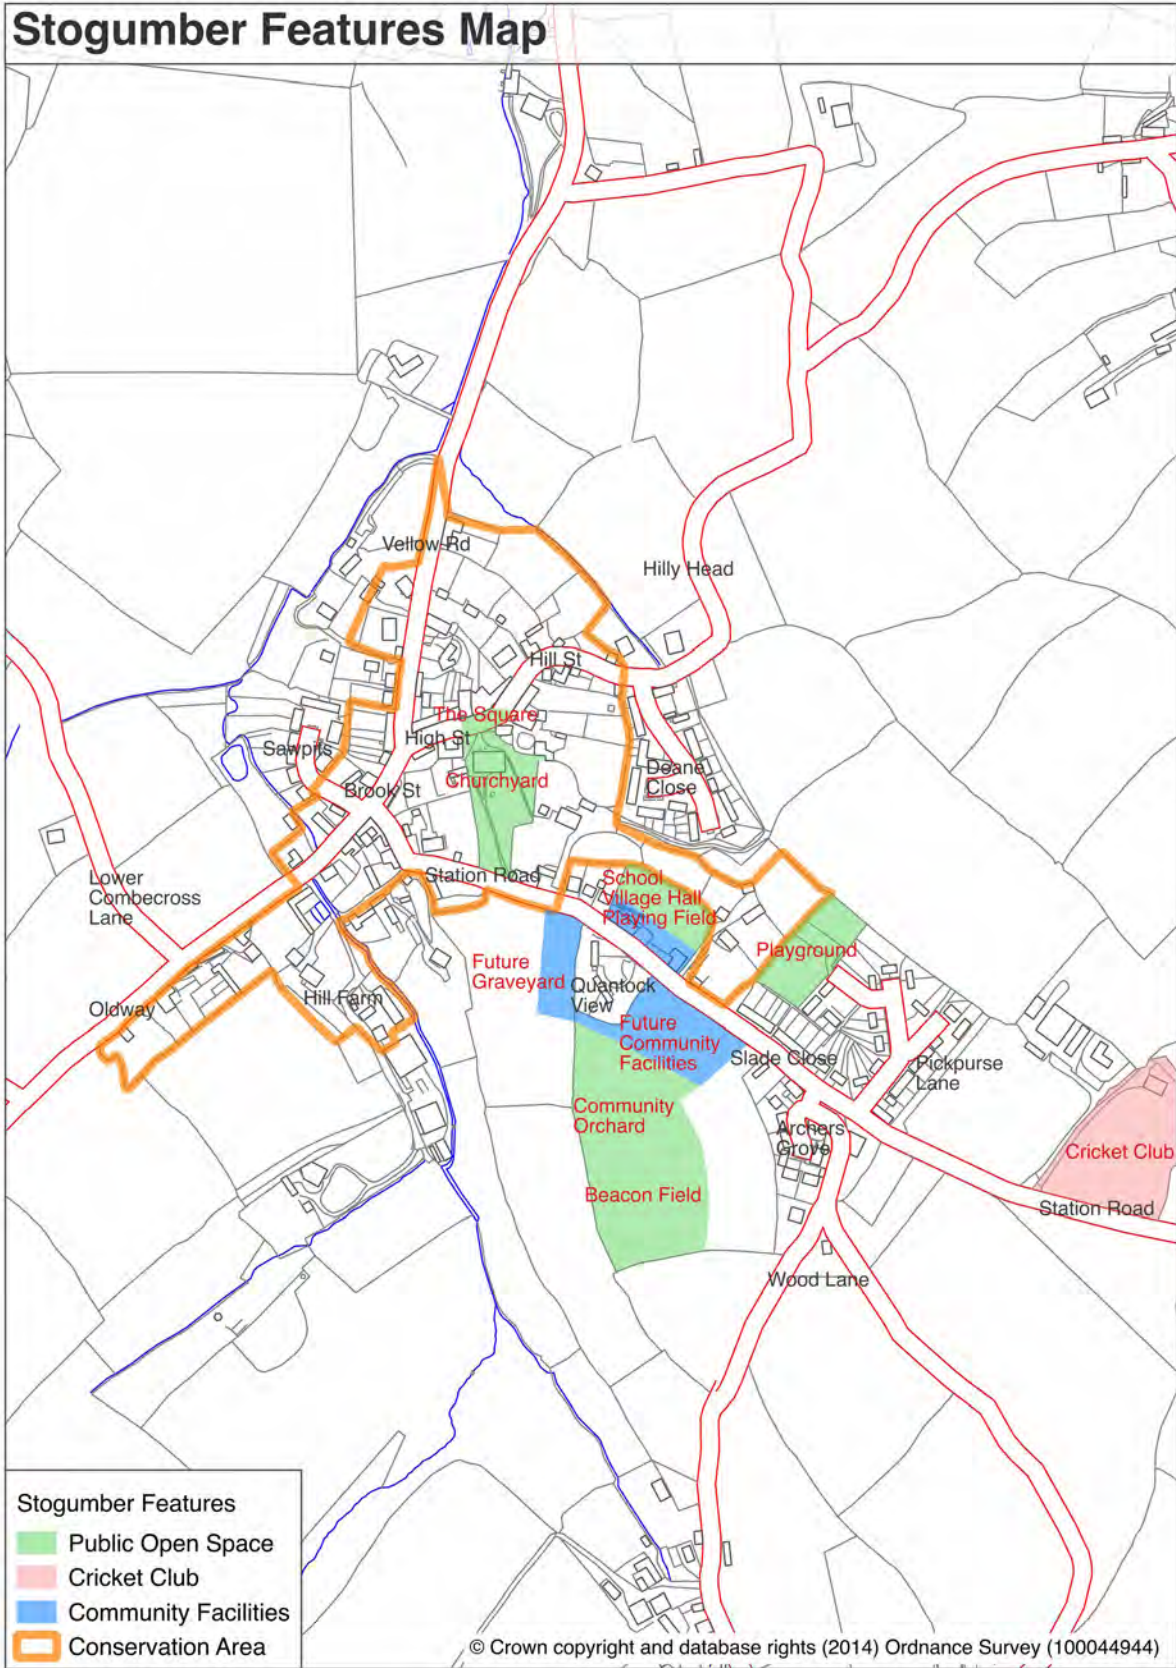 Stogumber Features Map
Vellow Rd
Hilly Head
Hill St
The Square
High St
Sawpits
Churchyard
Deane
Close
Brook St
Lower
Combecross
Lane
Station Road
School
Village Hall
Playing Field
Playground
Future
Graveyard
Quantock
View
Oldway
Hill Farm
Future
Community
Facilities
Slade Close
Pickpurse
Lane
Community
Orchard
Archers
Grove
Cricket Club
Beacon Field
Station Road
Wood Lane
Stogumber Features
Public Open Space
Cricket Club
Community Facilities
Conservation Area
© Crown copyright and database rights (2014) Ordnance Survey (100044944)